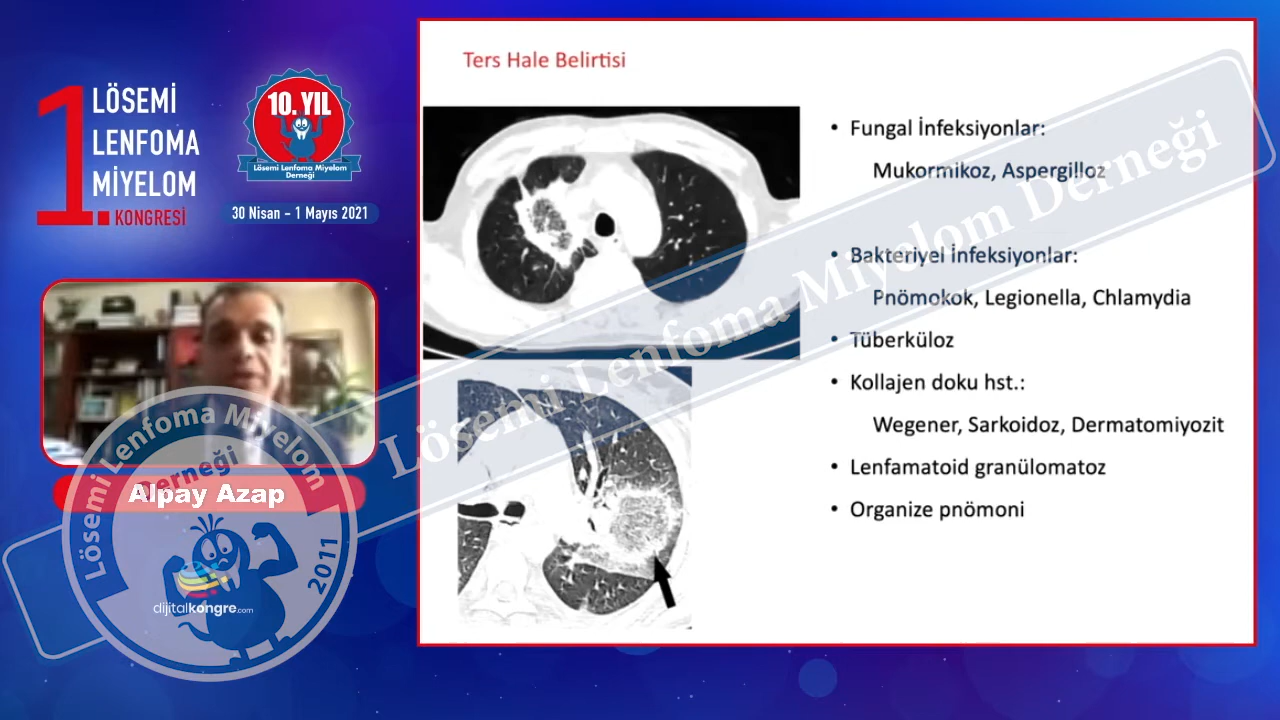 1.
LÖSEMİ
LENFOMA
MİYELOM
KONGRESİ
10. YIL
Lösemi Lenfoma Miyelom
Derneği
30 Nisan - 1 Mayıs 2021
Alpay Azap
Lösemi Lenfoma Miyelom
Derneği
2011
dijitalkongre.com
Ters Hale Belirtisi
• Fungal İnfeksiyonlar:
Mukormikoz, Aspergilloz
• Bakteriyel İnfeksiyonlar:
Pnömokok, Legionella, Chlamydia
• Tüberküloz
• Kollajen doku hst.:
Wegener, Sarkoidoz, Dermatomiyozit
• Lenfamatoid granülomatoz
• Organize pnömoni
Lösemi Lenfoma Miyelom Derneği